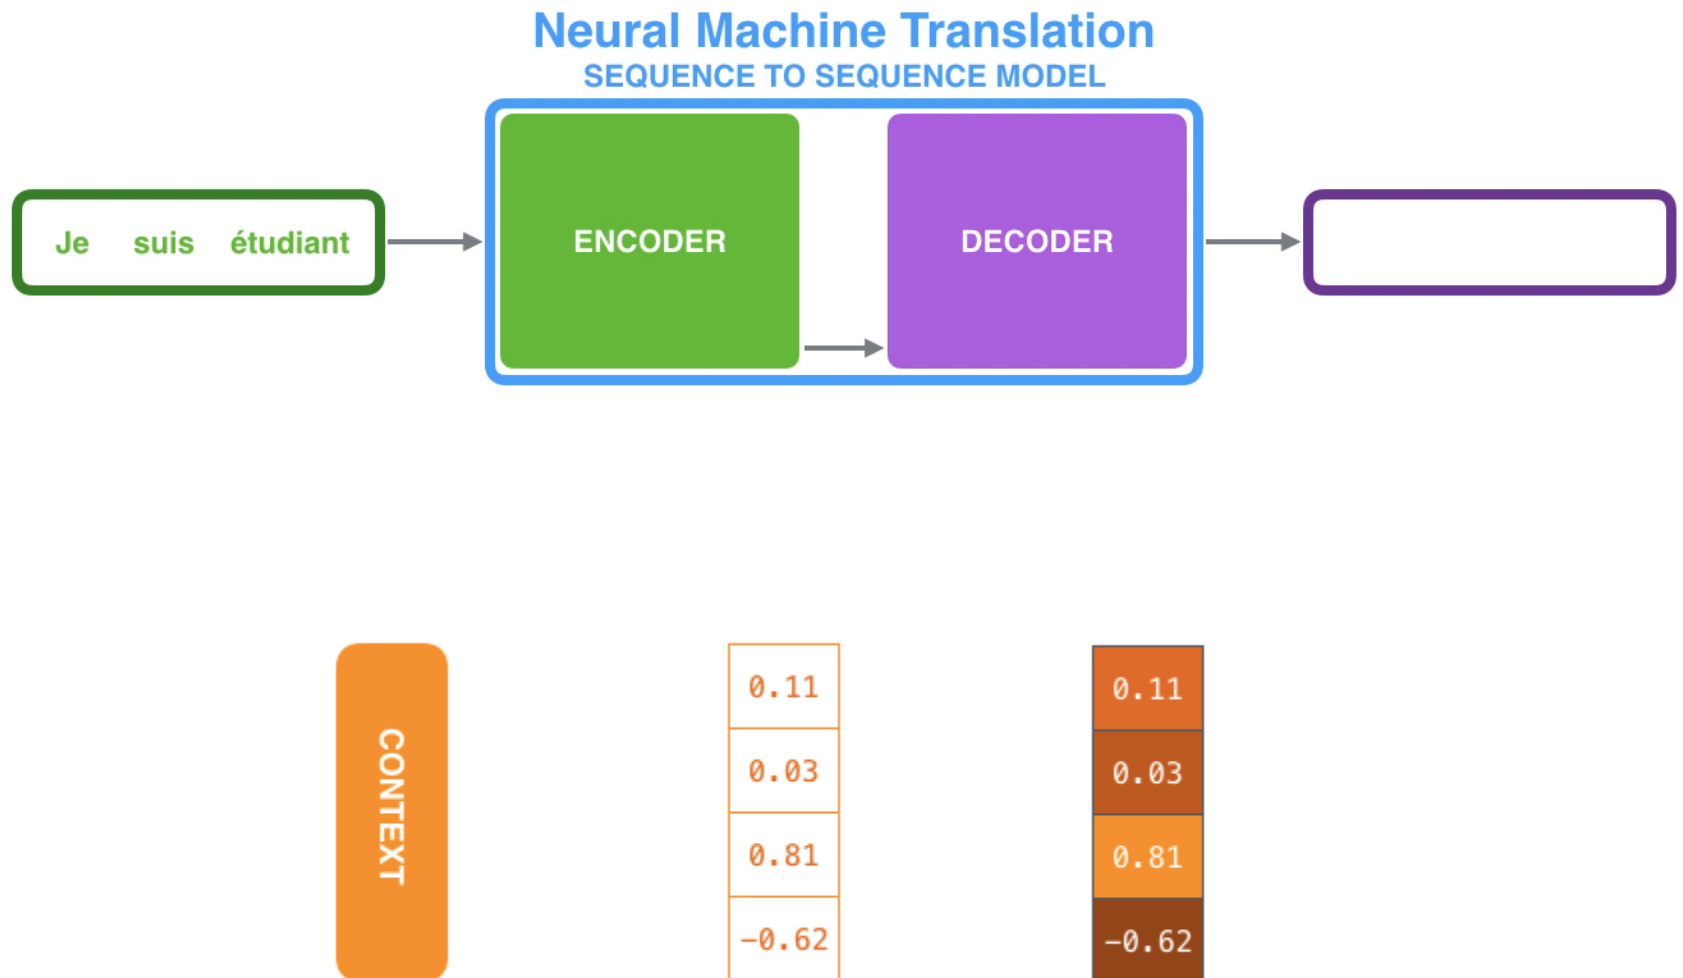 Neural Machine Translation
SEQUENCE TO SEQUENCE MODEL
Je suis étudiant
ENCODER
DECODER
CONTEXT
0.11
0.03
0.81
-0.62
0.11
0.03
0.81
-0.62